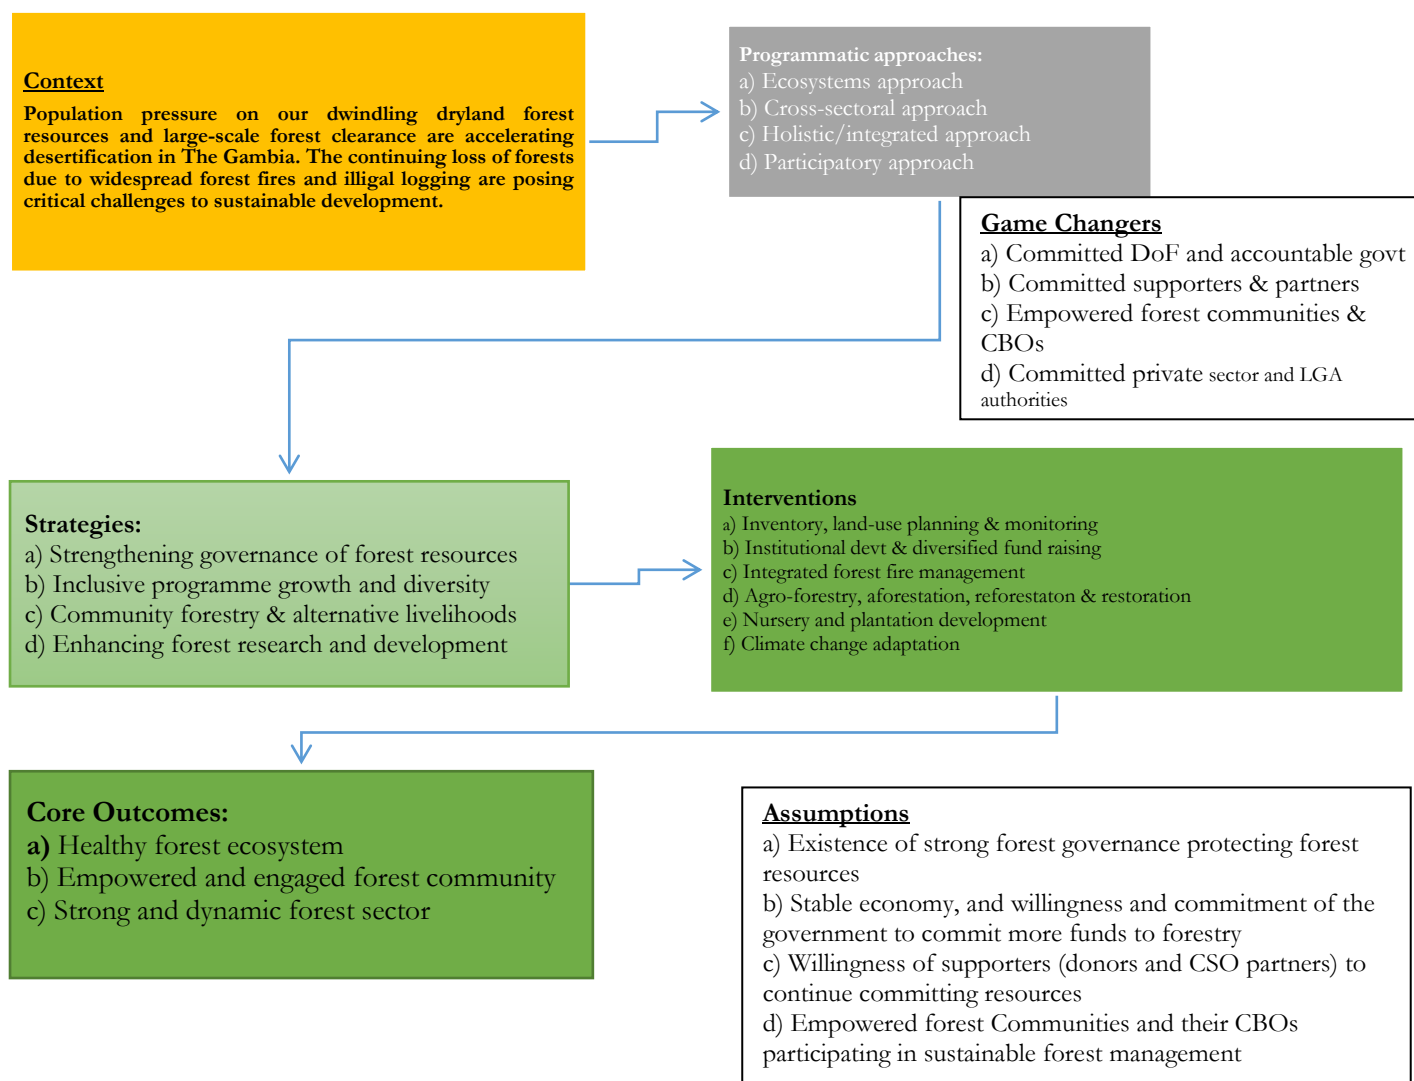 Context
Population pressure on our dwindling dryland forest
resources and large-scale forest clearance are accelerating
desertification in The Gambia. The continuing loss of forests
due to widespread forest fires and illigal logging are posing
critical challenges to sustainable development.
Programmatic approaches:
a) Ecosystems approach
b) Cross-sectoral approach
c) Holistic/integrated approach
d) Participatory approach
Game Changers
a) Committed DoF and accountable govt
b) Committed supporters & partners
c) Empowered forest communities &
CBOs
d) Committed private sector and LGA
authorities
Strategies:
a) Strengthening governance of forest resources
b) Inclusive programme growth and diversity
c) Community forestry & alternative livelihoods
d) Enhancing forest research and development
Interventions
a) Inventory, land-use planning & monitoring
b) Institutional devt & diversified fund raising
c) Integrated forest fire management
d) Agro-forestry, aforestation, reforestaton & restoration
e) Nursery and plantation development
f) Climate change adaptation
Core Outcomes:
a) Healthy forest ecosystem
b) Empowered and engaged forest community
c) Strong and dynamic forest sector
Assumptions
a) Existence of strong forest governance protecting forest
resources
b) Stable economy, and willingness and commitment of the
government to commit more funds to forestry
c) Willingness of supporters (donors and CSO partners) to
continue committing resources
d) Empowered forest Communities and their CBOs
participating in sustainable forest management